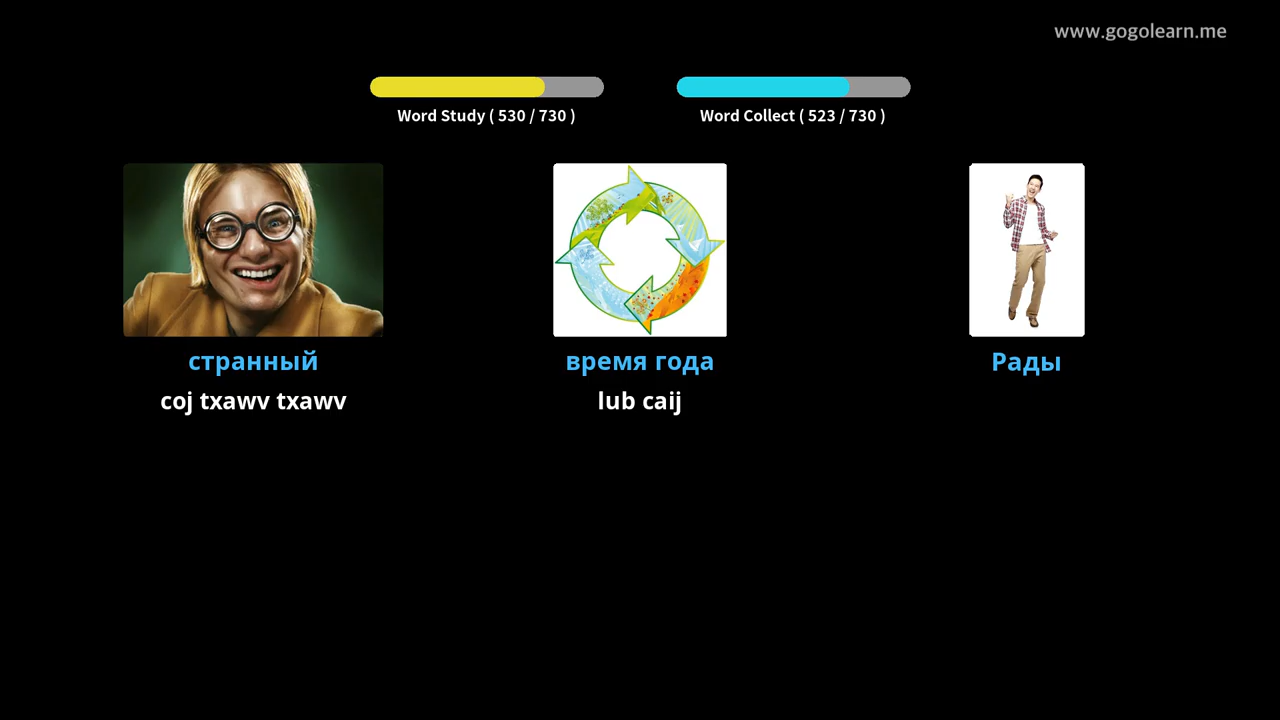 www.gogolearn.me
Word Study ( 530 / 730 )
Word Collect ( 523 / 730 )
странный
coj txawv txawv
время года
lub caij
Рады